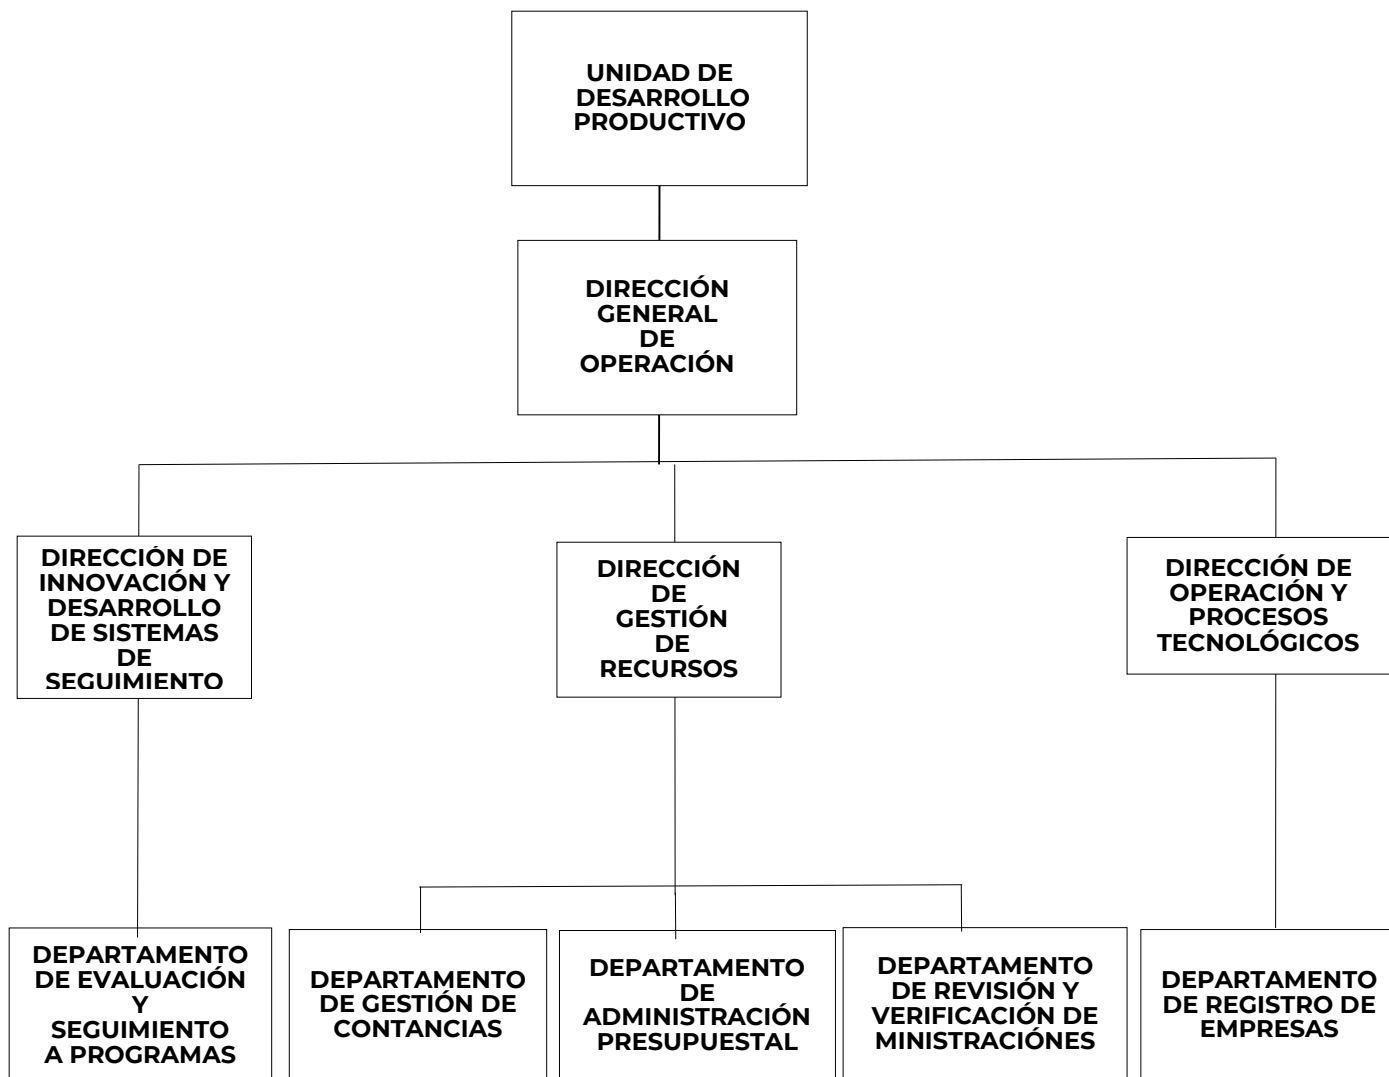 UNIDAD DE
DESARROLLO
PRODUCTIVO
DIRECCIÓN
GENERAL
DE
OPERACIÓN
DIRECCIÓN DE
INNOVACIÓN Y
DESARROLLO
DE SISTEMAS
DE
SEGUIMIENTO
DIRECCIÓN
DE
GESTIÓN
DE
RECURSOS
DIRECCIÓN DE
OPERACIÓN Y
PROCESOS
TECNOLÓGICOS
DEPARTAMENTO
DE EVALUACIÓN
Y
SEGUIMIENTO
A PROGRAMAS
DEPARTAMENTO
DE GESTIÓN DE
CONTANCIAS
DEPARTAMENTO
DE
ADMINISTRACIÓN
PRESUPUESTAL
DEPARTAMENTO
DE REVISIÓN Y
VERIFICACIÓN DE
MINISTRACIÓNES
DEPARTAMENTO
DE REGISTRO DE
EMPRESAS